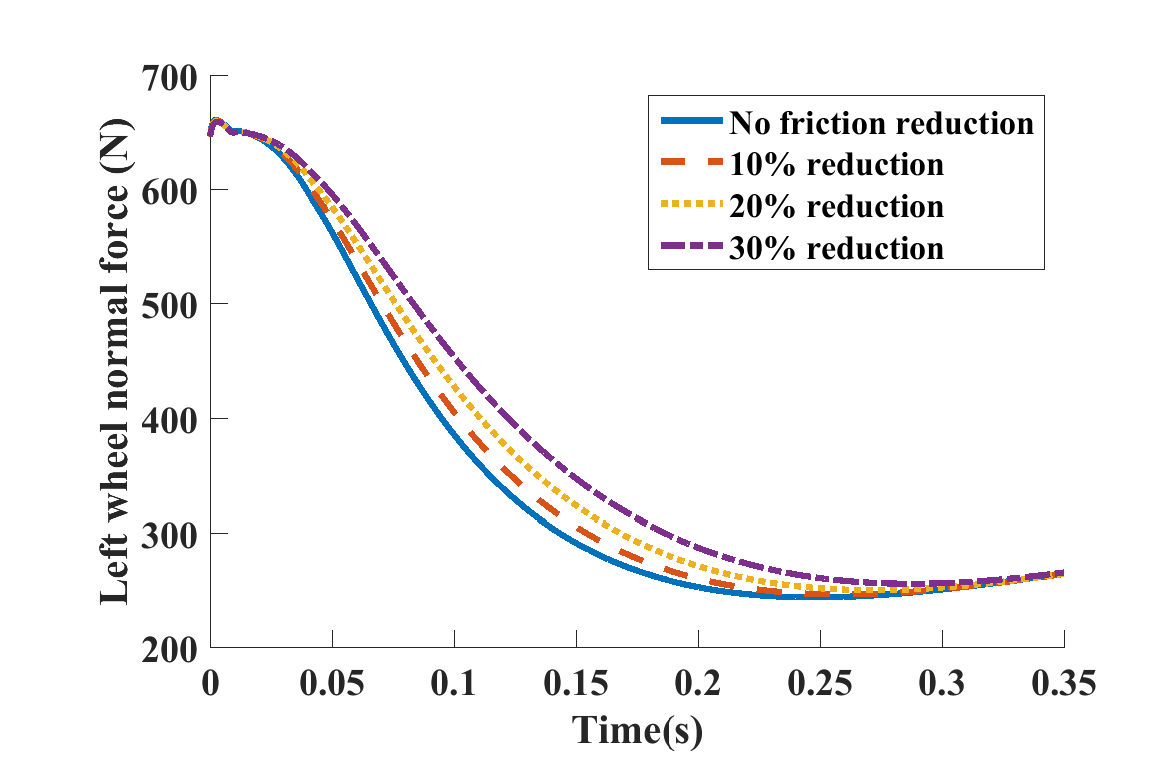 700
600
500
400
300
200
Left wheel normal force (N)
No friction reduction
10% reduction
20% reduction
30% reduction
0 0.05 0.1 0.15 0.2 0.25 0.3 0.35
Time(s)